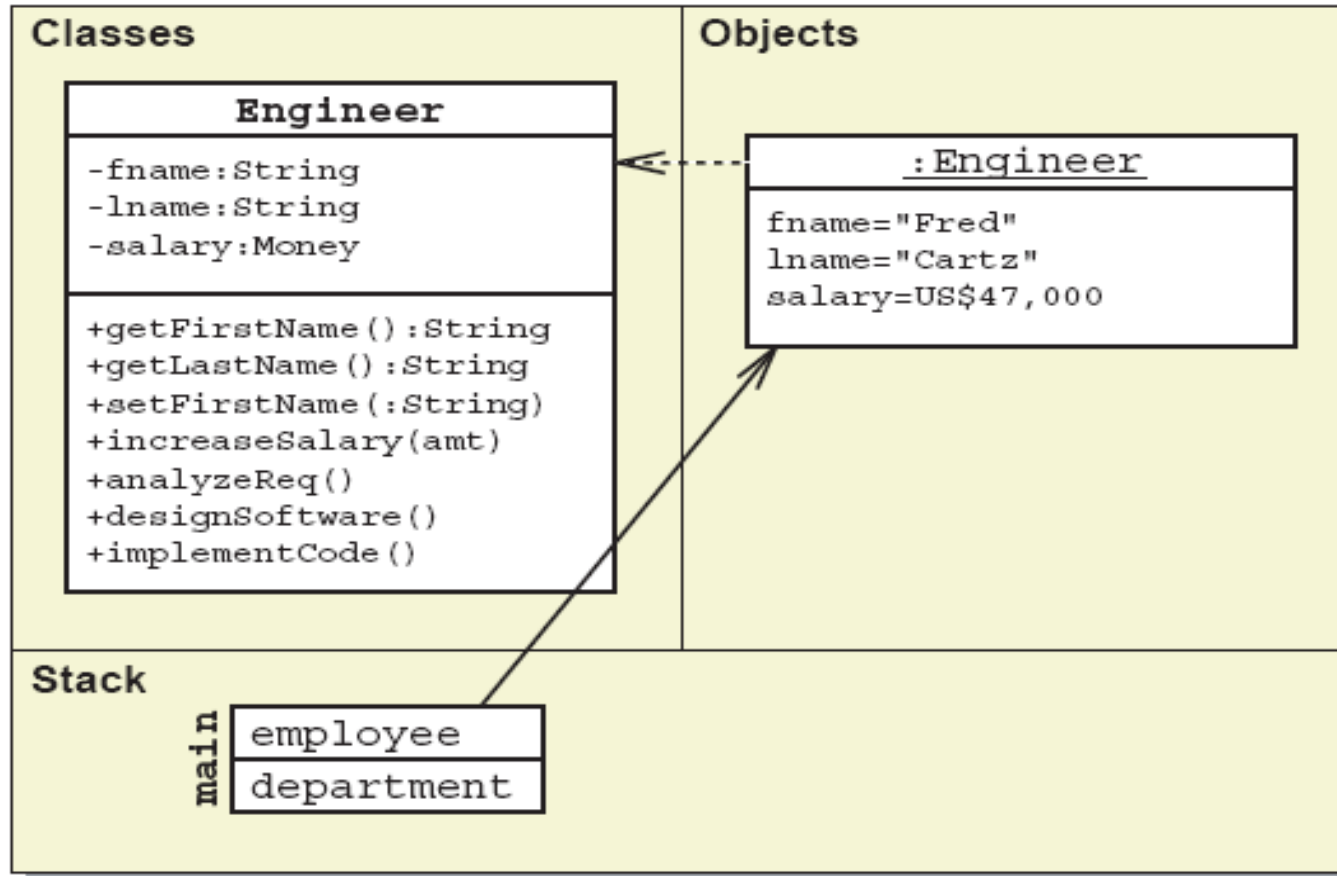 Classes
Engineer
-fname:String
-lname:String
-salary:Money
+getFirstName():String
+getLastName():String
+setFirstName(:String)
+increaseSalary(amt)
+analyzeReq()
+designSoftware()
+implementCode()
Objects
:Engineer
fname="Fred"
lname="Cartz"
salary=US$47,000
Stack
main
employee
department